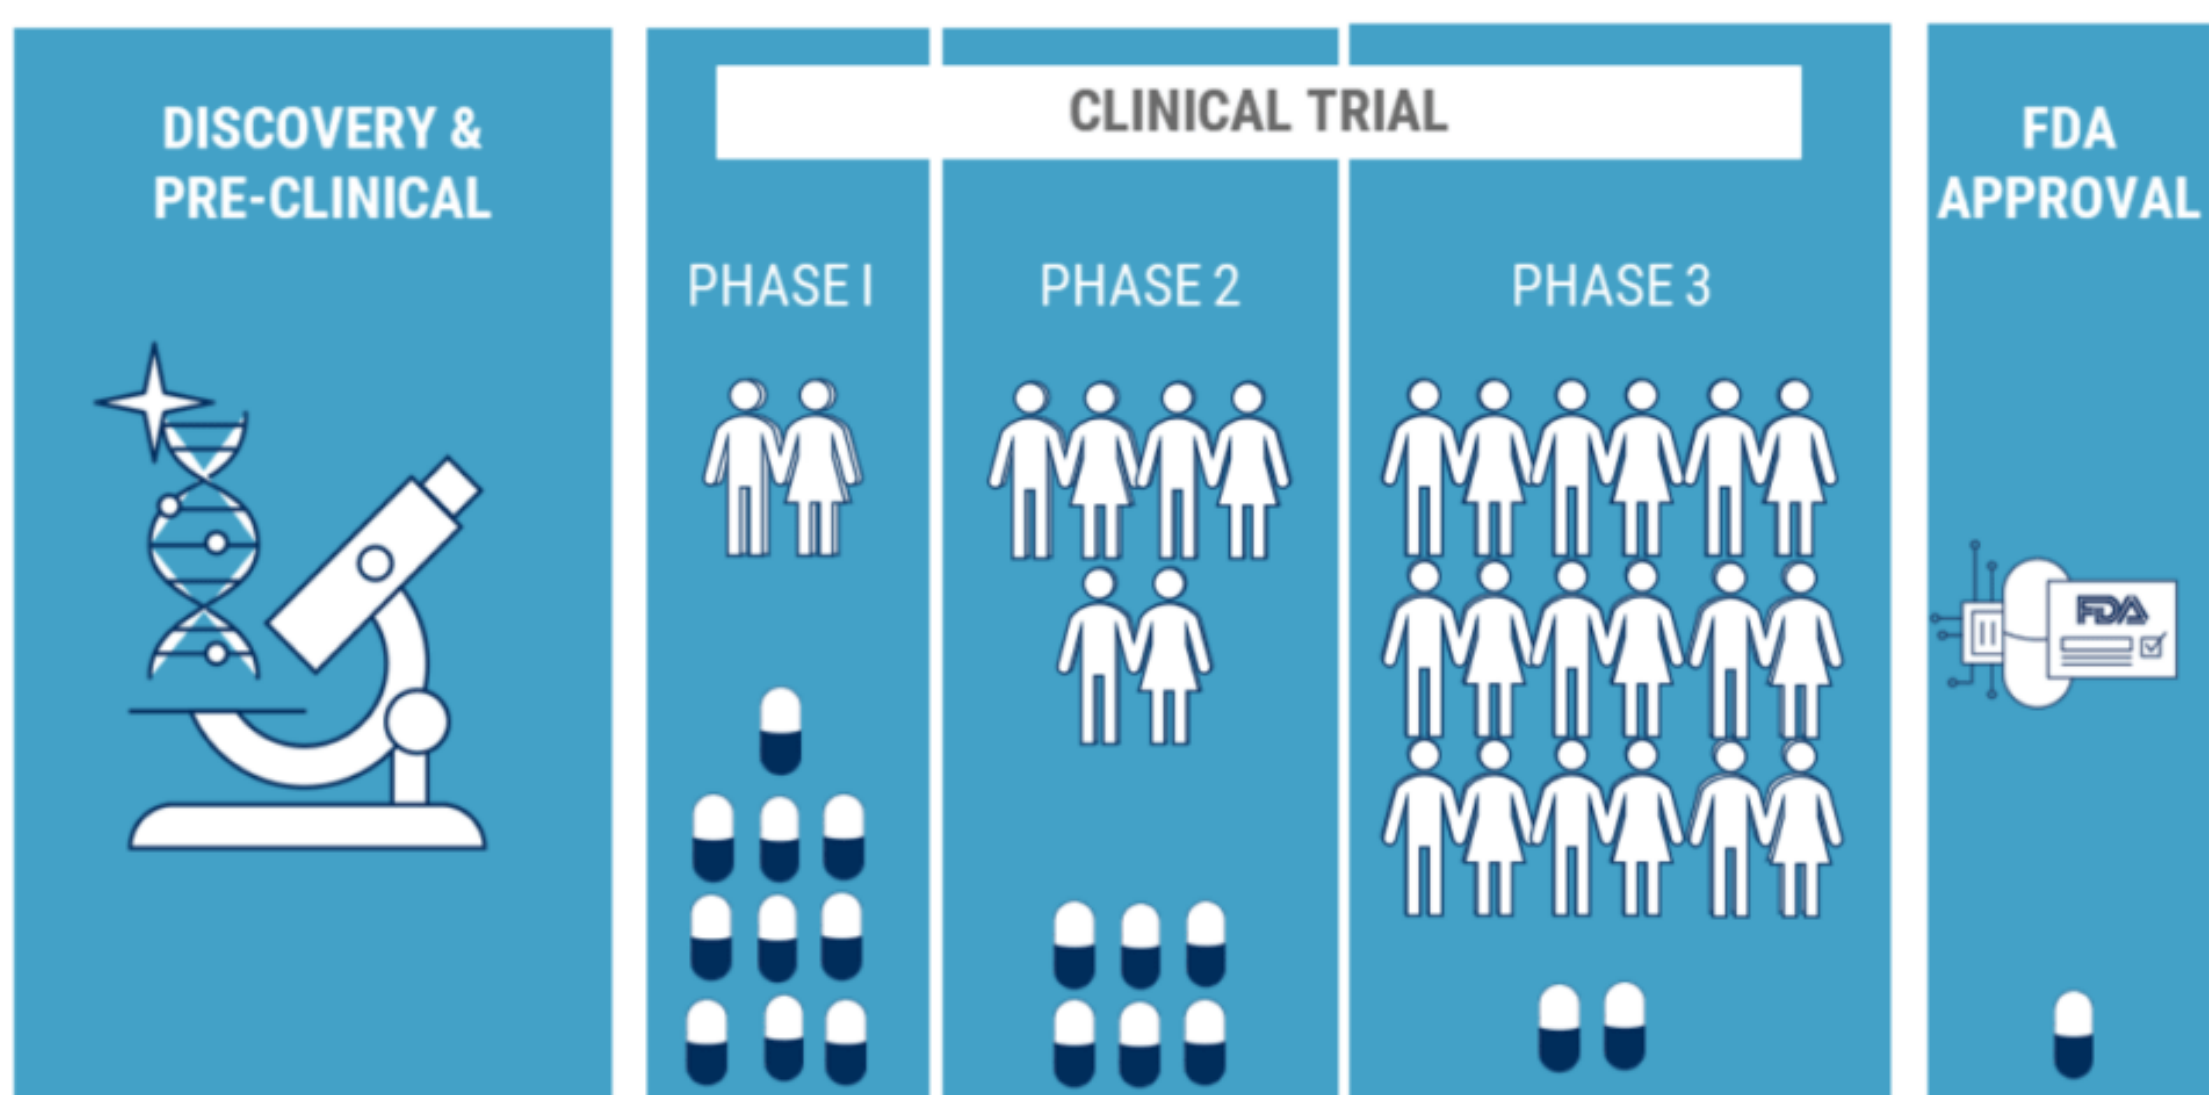 DISCOVERY &
PRE-CLINICAL
CLINICAL TRIAL
PHASE I
PHASE 2
PHASE 3
FDA
APPROVAL
FDA